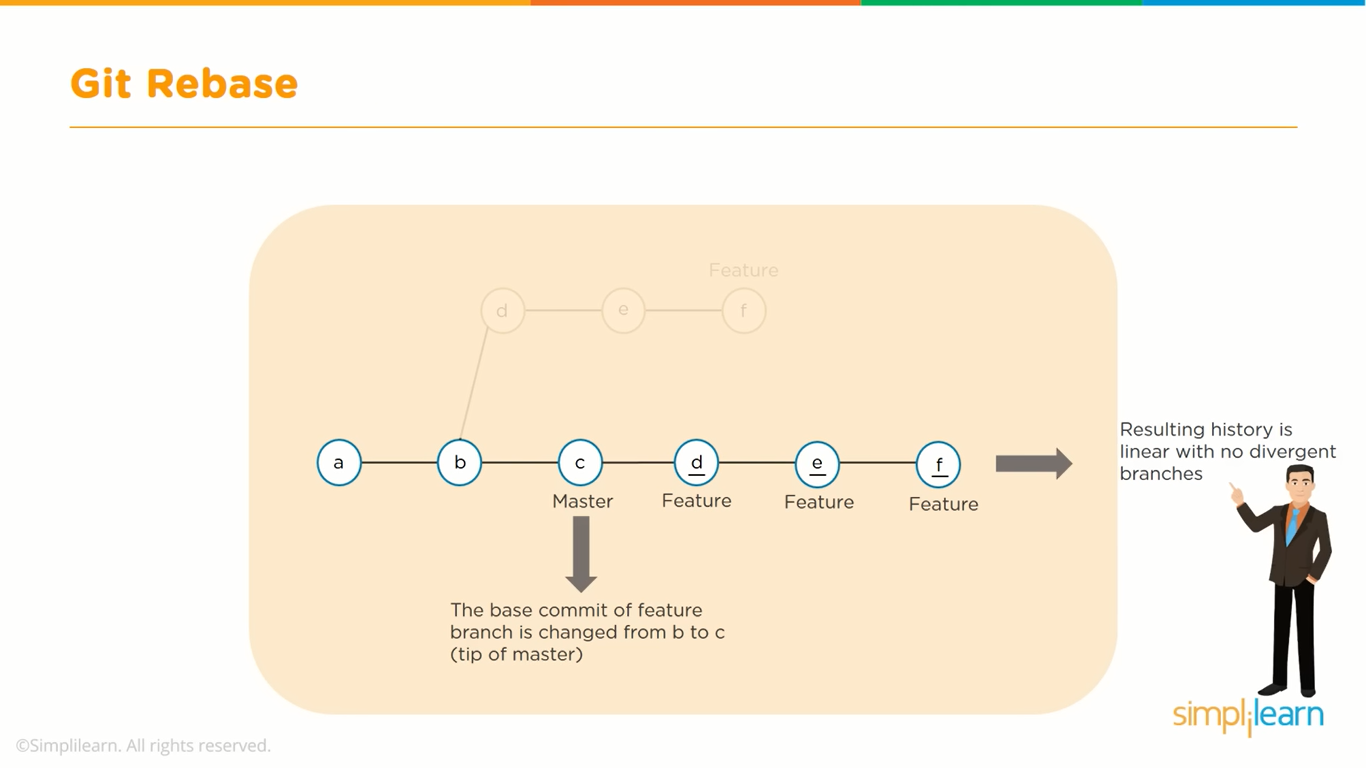 Git Rebase
Feature
d
e
f
a
b
c
d
e
f
Master
Feature
Feature
Feature
Resulting history is
linear with no divergent
branches
The base commit of feature
branch is changed from b to c
(tip of master)
simplilearn
©Simplilearn. All rights reserved.